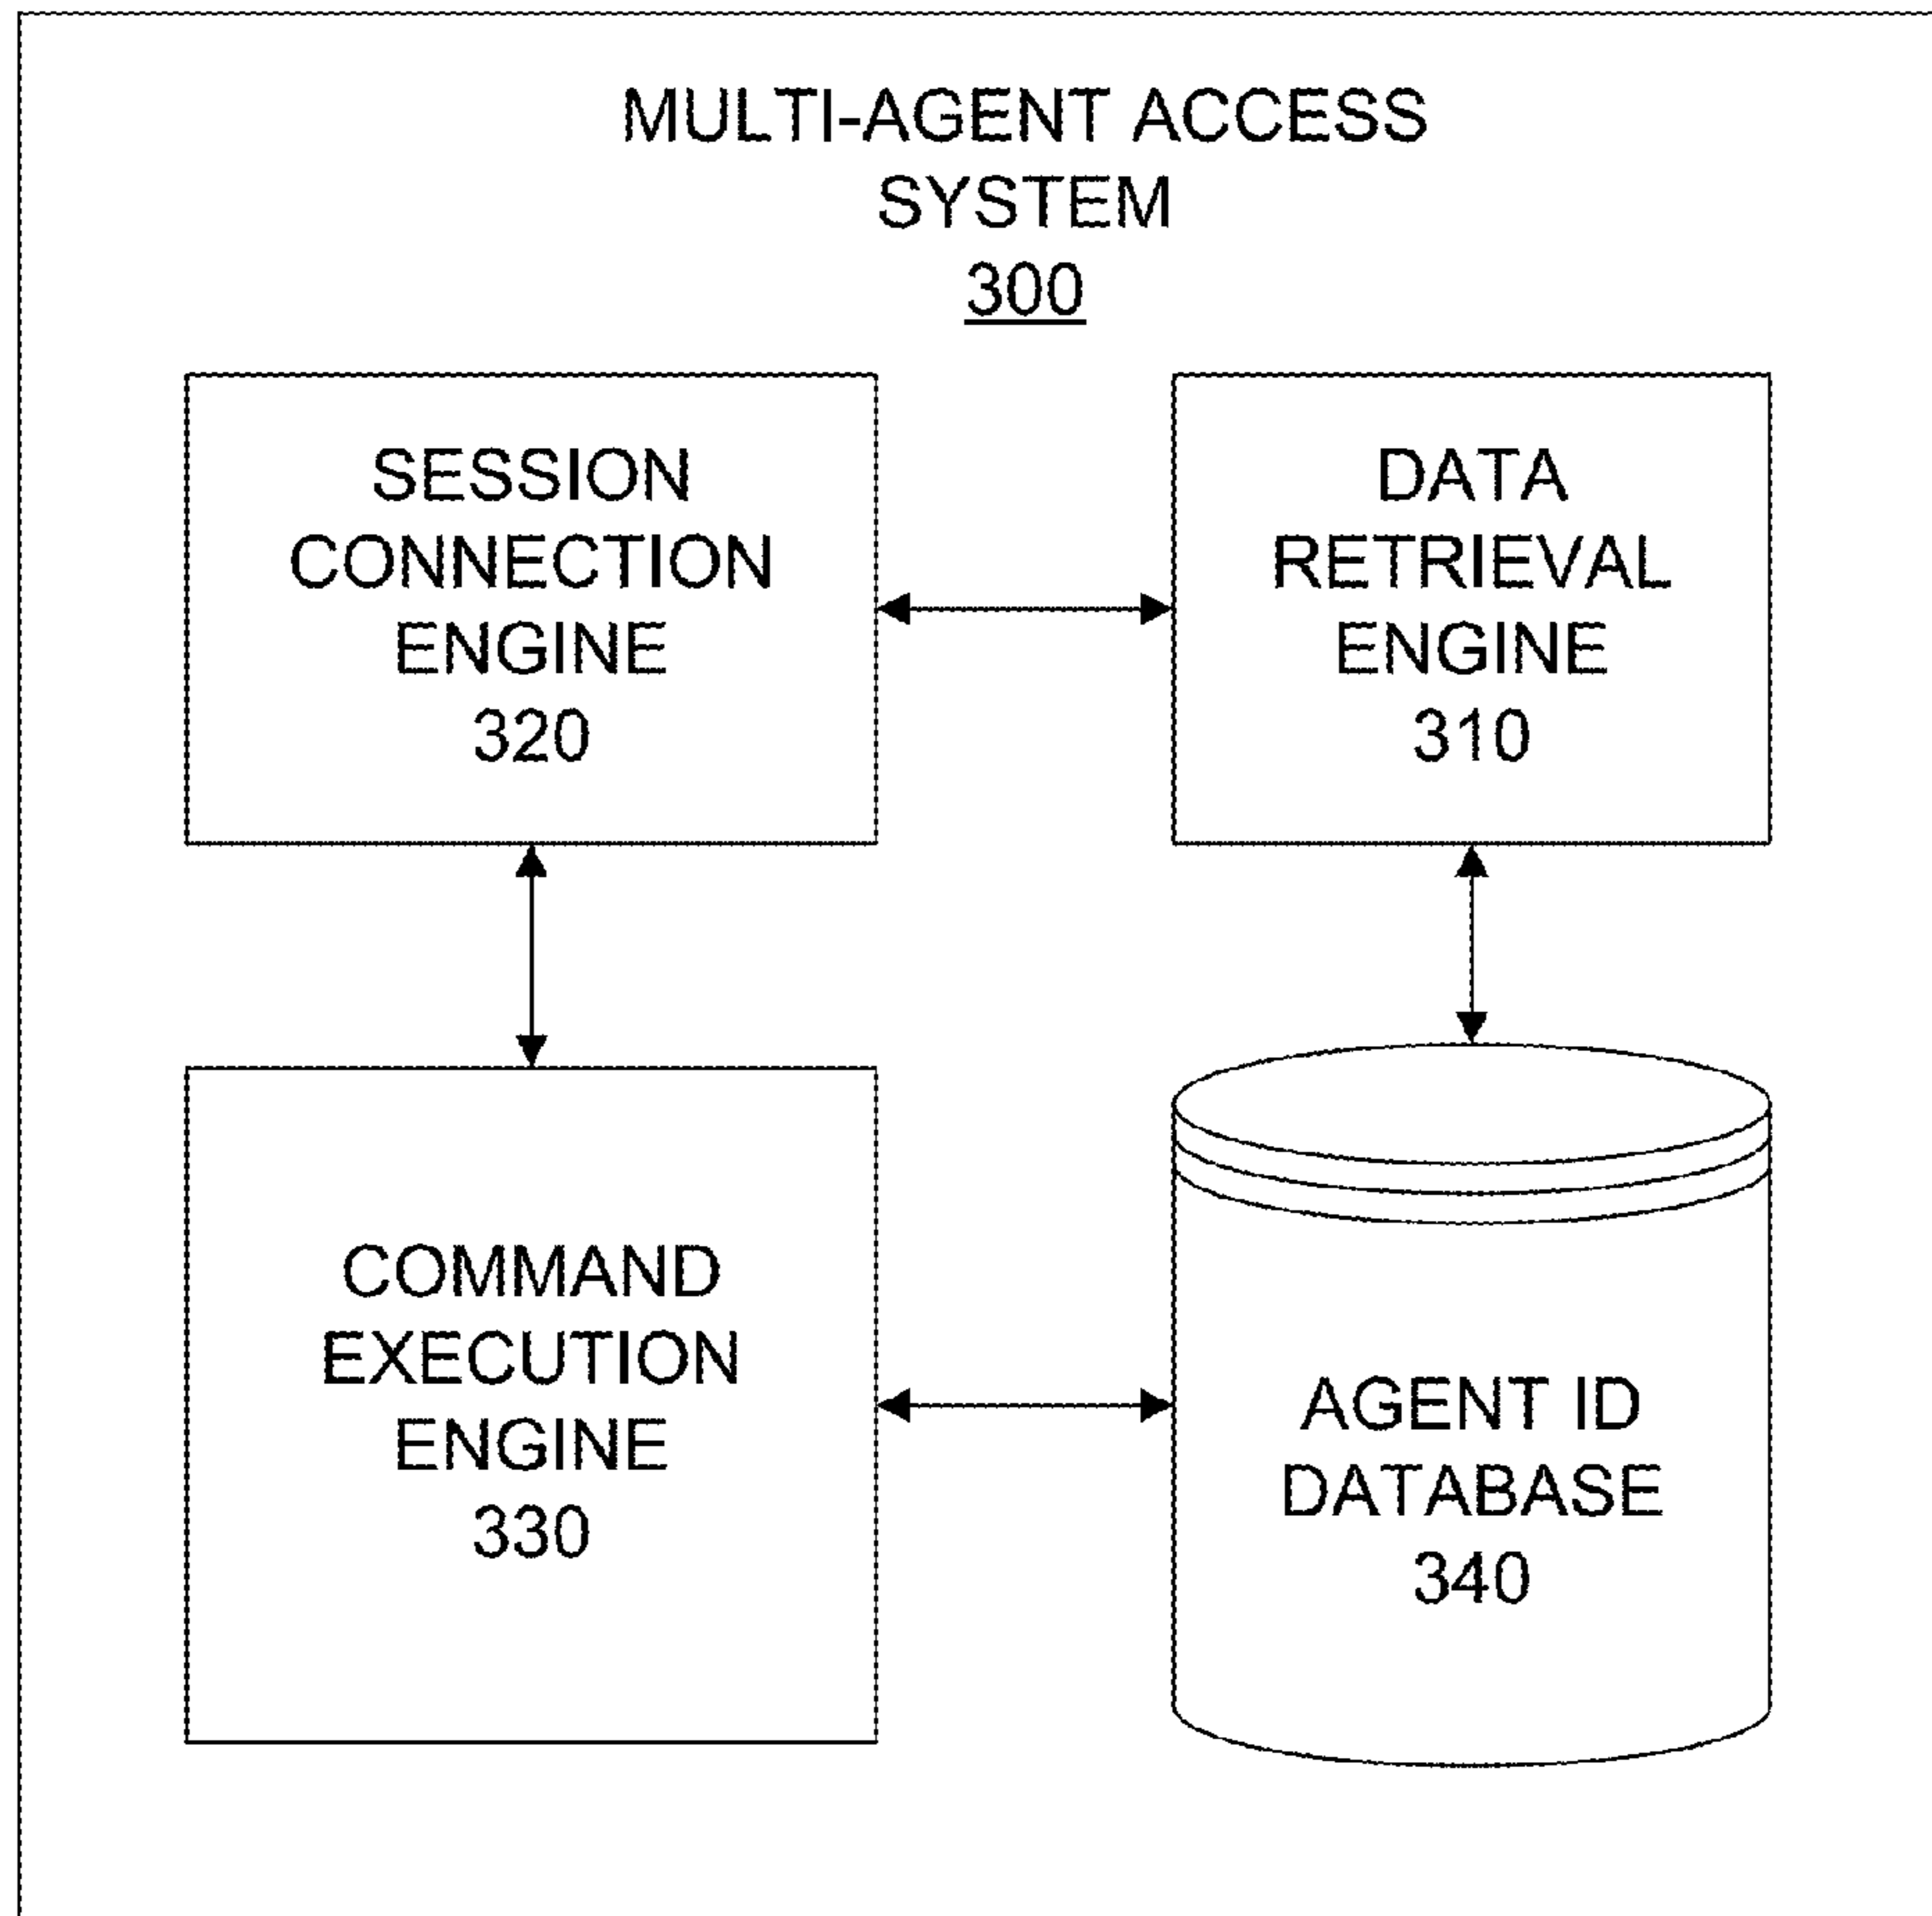 MULTI-AGENT ACCESS
SYSTEM
300
SESSION
CONNECTION
ENGINE
320
DATA
RETRIEVAL
ENGINE
310
COMMAND
EXECUTION
ENGINE
330
AGENT ID
DATABASE
340